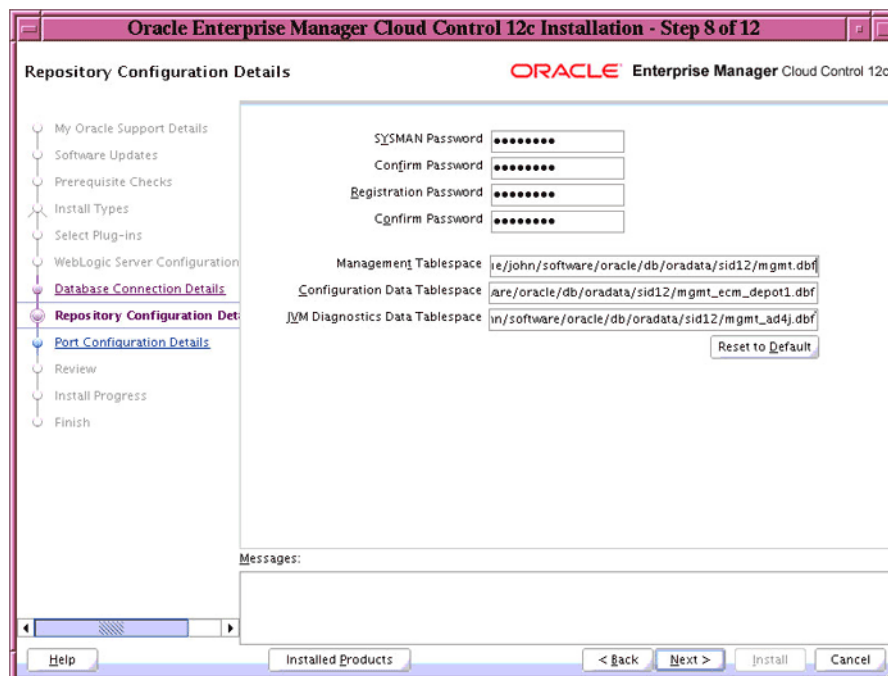 Oracle Enterprise Manager Cloud Control 12c Installation - Step 8 of 12
Repository Configuration Details
ORACLE Enterprise Manager Cloud Control 12c
My Oracle Support Details
Software Updates
Prerequisite Checks
Install Types
Select Plug-ins
WebLogic Server Configuration
Database Connection Details
Repository Configuration Deta
Port Configuration Details
Review
Install Progress
Finish
SYSMAN Password ●●●●●●●●
Confirm Password ●●●●●●●●
Registration Password ●●●●●●●●
Confirm Password ●●●●●●●●
Management Tablespace ie/john/software/oracle/db/oradata/sid12/mgmt.dbf
Configuration Data Tablespace are/oracle/db/oradata/sid12/mgmt_ecm_depot1.dbf
JVM Diagnostics Data Tablespace nn/software/oracle/db/oradata/sid12/mgmt_ad4j.dbf
Reset to Default
Messages:
Help
Installed Products
< Back
Next >
Install
Cancel